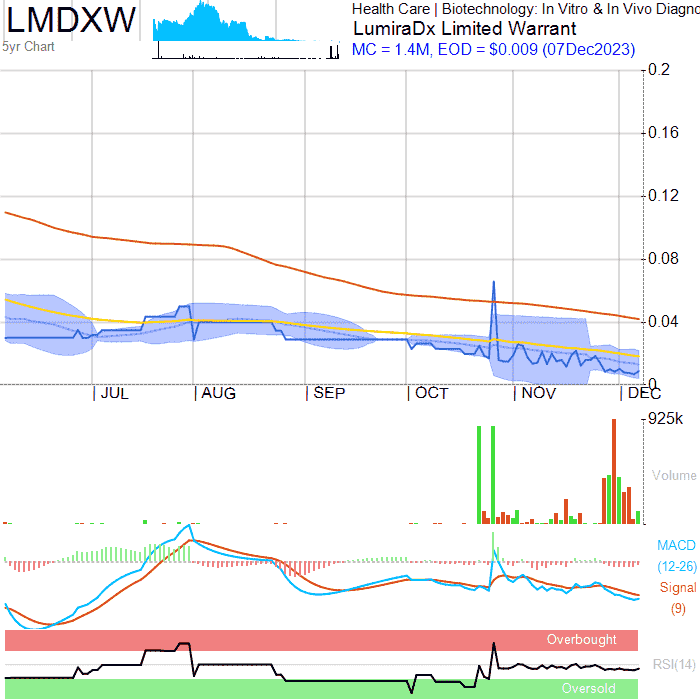 LMDXW
5yr Chart
Health Care | Biotechnology: In Vitro & In Vivo Diagno
LumiraDx Limited Warrant
MC = 1.4M, EOD = $0.009 (07Dec2023)
0.2
0.16
0.12
0.08
0.04
0
JUL AUG SEP OCT NOV DEC
925k
Volume
MACD
(12-26)
Signal
(9)
Overbought
RSI(14)
Oversold